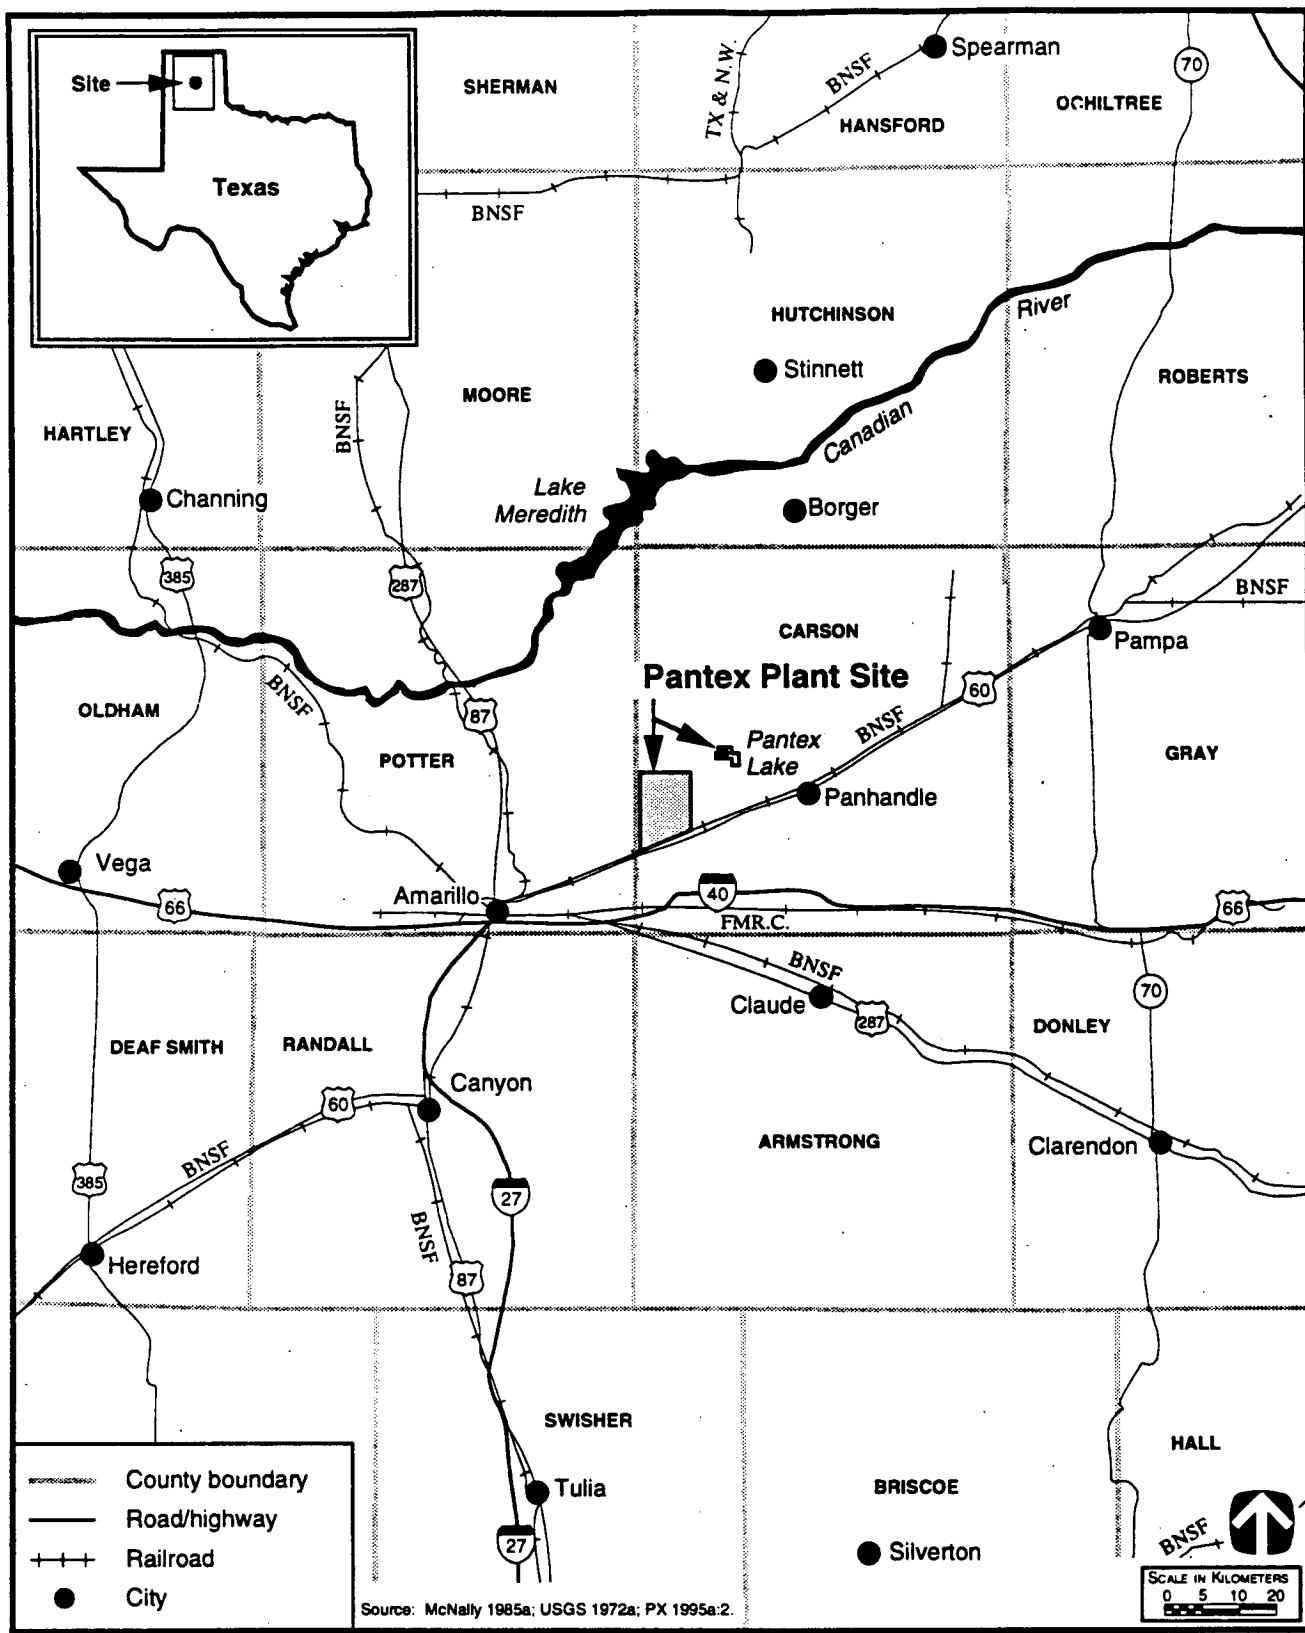 Site
Texas
SHERMAN
TX & N.W.
BNSF
Spearman
HANSFORD
70
OCHILTREE
BNSF
HUTCHINSON
River
Stinnett
Canadian
ROBERTS
HARTLEY
BNSF
MOORE
Channing
Lake
Meredith
Borger
385
287
BNSF
CARSON
Pampa
Pantex Plant Site
60
BNSF
OLDHAM
BNSF
87
POTTER
Pantex
Lake
BNSF
GRAY
Panhandle
Vega
Amarillo
66
40
66
FMR.C.
BNSF
Claude
287
70
DONLEY
DEAF SMITH
RANDALL
Canyon
60
BNSF
ARMSTRONG
Clarendon
385
27
BNSF
Hereford
87
SWISHER
HALL
Tulia
BRISCOE
27
Silverton
BNSF
County boundary
Road/highway
Railroad
City
Source: McNally 1985a; USGS 1972a; PX 1995a:2.
SCALE IN KILOMETERS
0 5 10 20